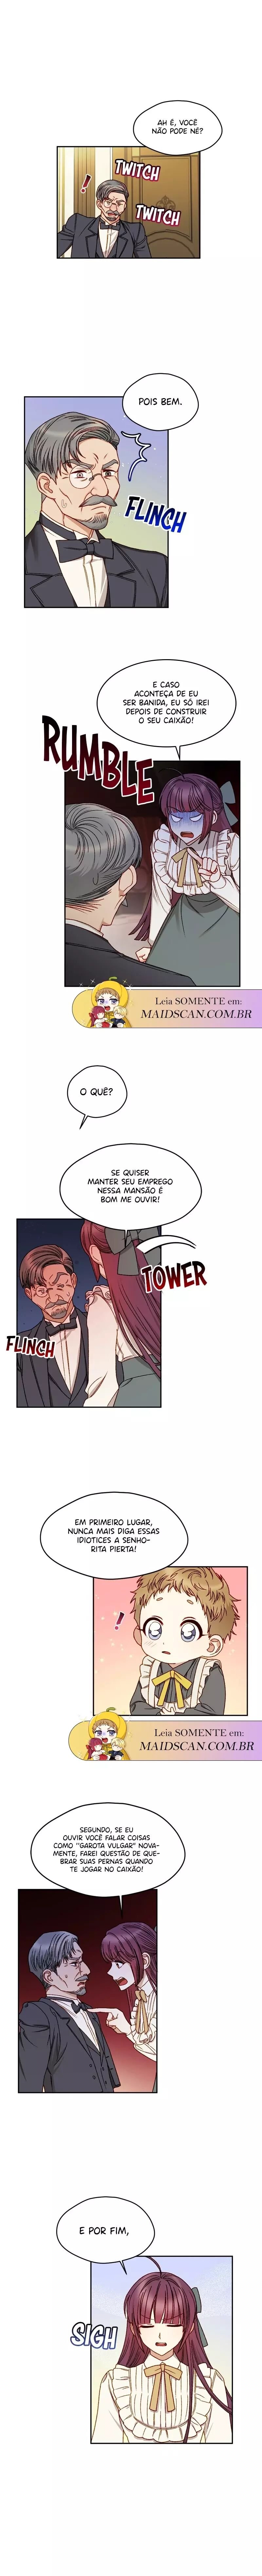 AH É, VOCÊ
NÃO PODE NÉ?
!
TWITCH
TWITCH
POIS BEM.
FLINCH
E CASO
ACONTEÇA DE EU
SER BANIDA, EU SÓ IREI
DEPOIS DE CONSTRUIR
O SEU CAIXÃO!
RUMBLE
Leia SOMENTE em:
MAIDSCAN.COM.BR
O QUÊ?
SE QUISER
MANTER SEU EMPREGO
NESSA MANSÃO É
BOM ME OUVIR!
TOWER
FLINCH
EM PRIMEIRO LUGAR,
NUNCA MAIS DIGA ESSAS
IDIOTICES A SENHO-
RITA PIERTA!
!
Leia SOMENTE em:
MAIDSCAN.COM.BR
SEGUNDO, SE EU
OUVIR VOCÊ FALAR COISAS
COMO "GAROTA VULGAR" NOVA-
MENTE, FAREI QUESTÃO DE QUE-
BRAR SUAS PERNAS QUANDO
TE JOGAR NO CAIXÃO!
E POR FIM,
SIGH